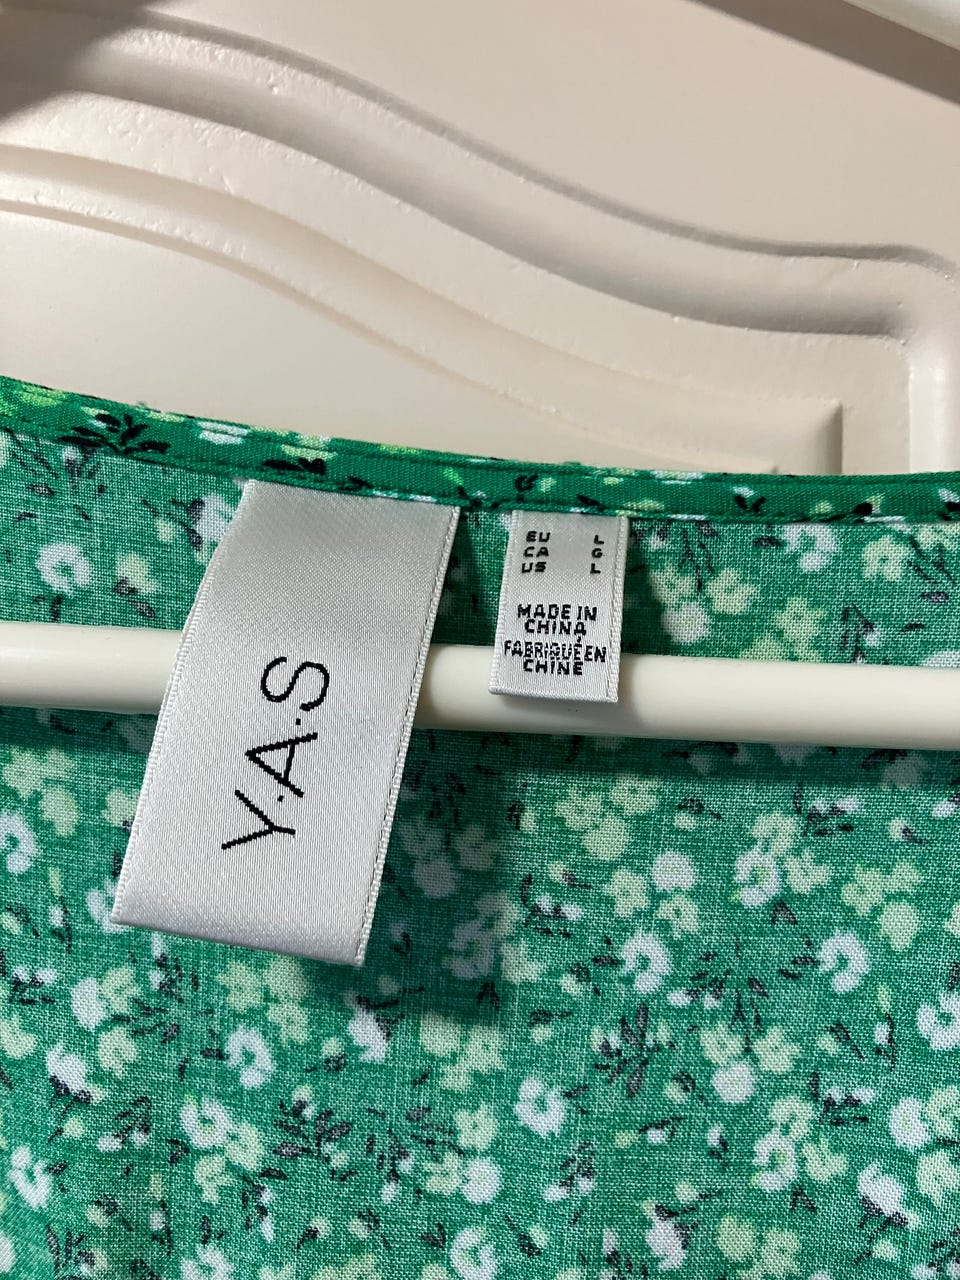 Y.A.S
EU L
CA G
US L
MADE IN
CHINA
FABRIQUÉ EN
CHINE